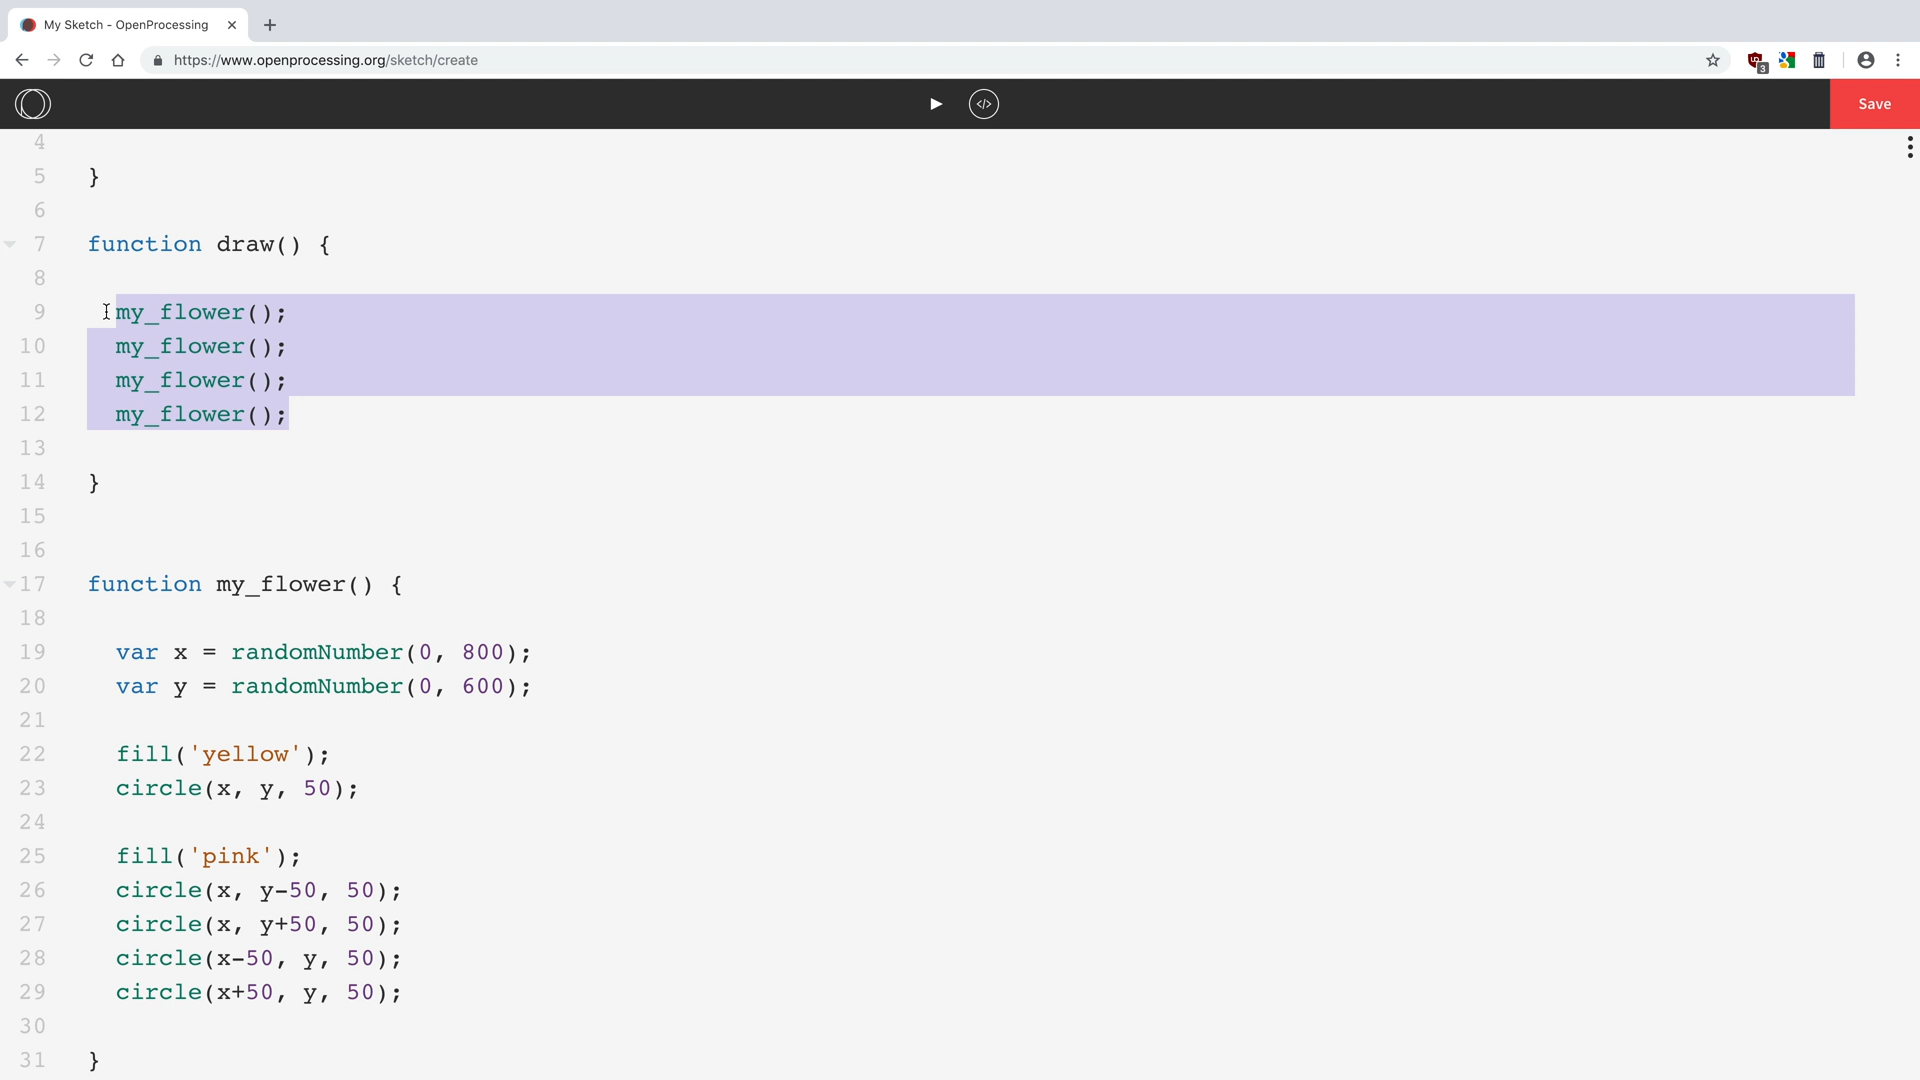 My Sketch - OpenProcessing
https://www.openprocessing.org/sketch/create
3
</>
Save
4
5 }
6
7 function draw() {
8
9 my_flower();
10 my_flower();
11 my_flower();
12 my_flower();
13
14 }
15
16
17 function my_flower() {
18
19 var x = randomNumber(0, 800);
20 var y = randomNumber(0, 600);
21
22 fill('yellow');
23 circle(x, y, 50);
24
25 fill('pink');
26 circle(x, y-50, 50);
27 circle(x, y+50, 50);
28 circle(x-50, y, 50);
29 circle(x+50, y, 50);
30
31 }